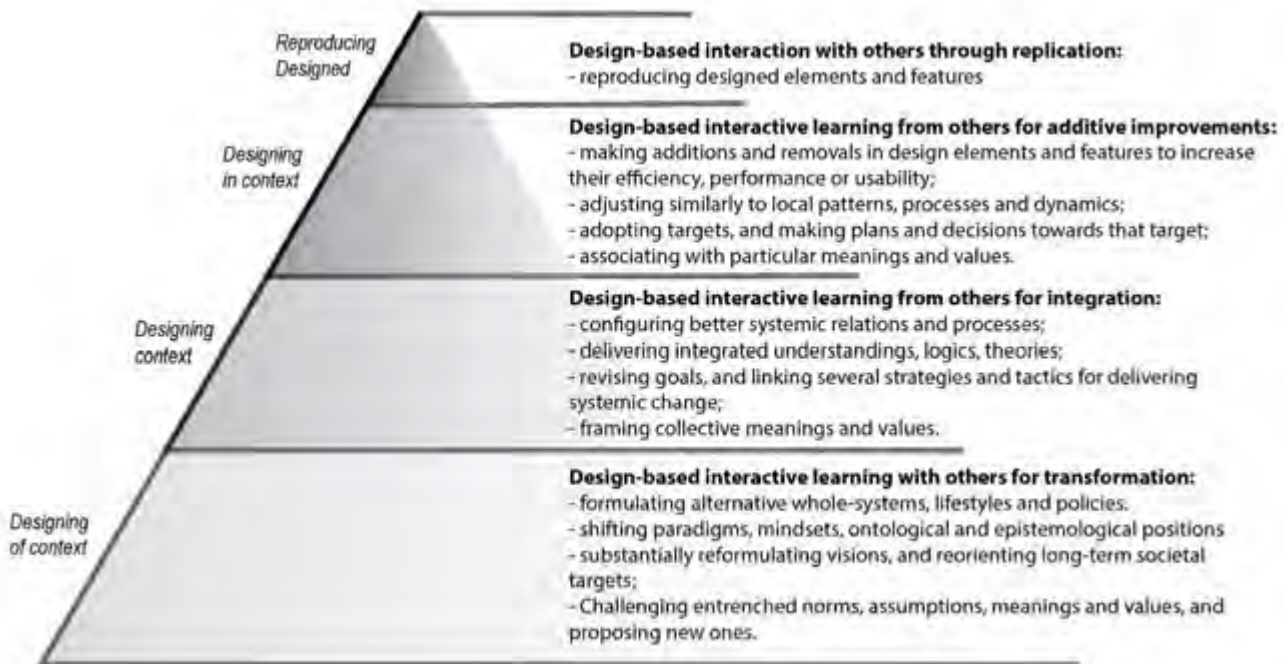 Reproducing
Designed
Design-based interaction with others through replication:
- reproducing designed elements and features
Designing
in context
Design-based interactive learning from others for additive improvements:
- making additions and removals in design elements and features to increase
their efficiency, performance or usability;
- adjusting similarly to local patterns, processes and dynamics;
- adopting targets, and making plans and decisions towards that target;
- associating with particular meanings and values.
Designing
context
Design-based interactive learning from others for integration:
- configuring better systemic relations and processes;
- delivering integrated understandings, logics, theories;
- revising goals, and linking several strategies and tactics for delivering
systemic change;
- framing collective meanings and values.
Designing
of context
Design-based interactive learning with others for transformation:
- formulating alternative whole-systems, lifestyles and policies.
- shifting paradigms, mindsets, ontological and epistemological positions
- substantially reformulating visions, and reorienting long-term societal
targets;
- Challenging entrenched norms, assumptions, meanings and values, and
proposing new ones.